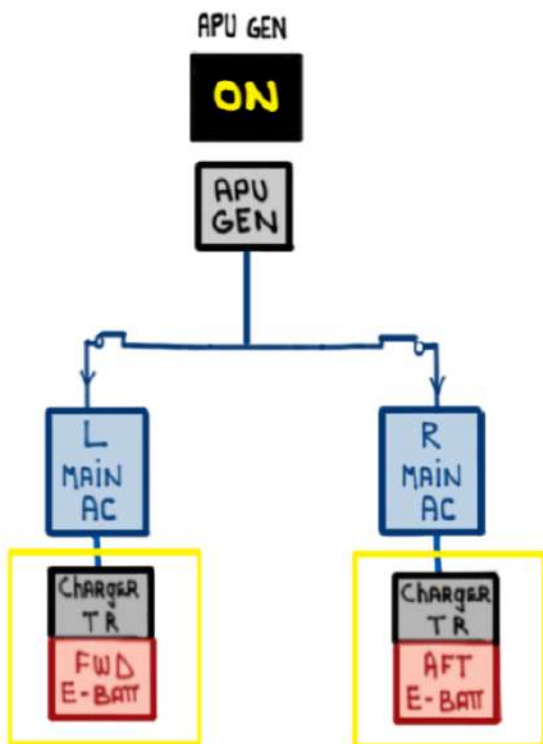 APU GEN
ON
APU
GEN
L
MAiN
AC
R
MAiN
AC
ChARgER
TR
FWD
E-BATT
ChARgER
TR
AFT
E-BATT